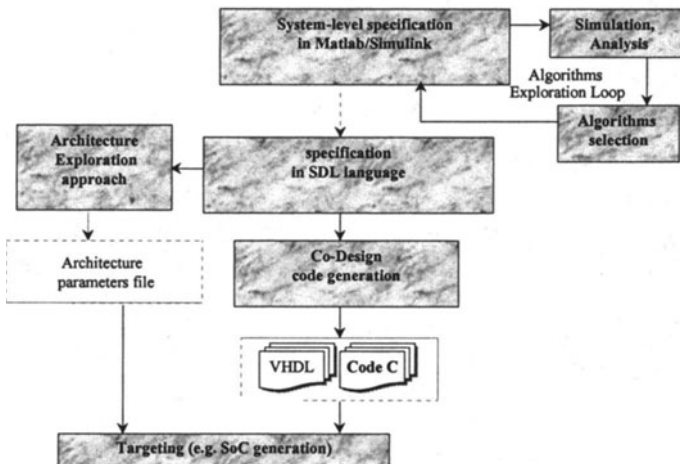 System-level specification
in Matlab/Simulink
Simulation,
Analysis
Algorithms
Exploration Loop
Algorithms
selection
Architecture
Exploration
approach
specification
in SDL language
Architecture
parameters file
Co-Design
code generation
VHDL
Code C
Targeting (e.g. SoC generation)